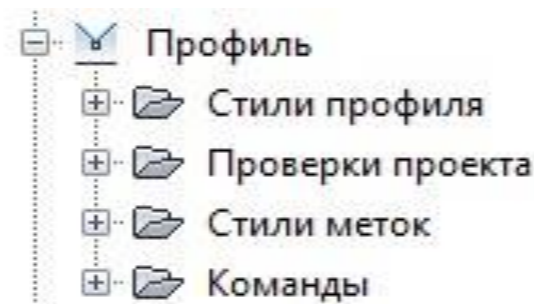 Профиль
Стили профиля
Проверки проекта
Стили меток
Команды